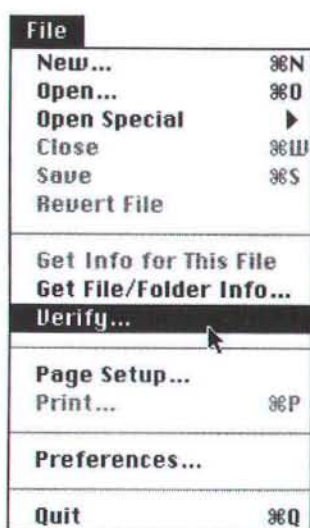 File
New... ⌘N
Open... ⌘O
Open Special ▶
Close ⌘W
Save ⌘S
Revert File
Get Info for This File
Get File/Folder Info...
Verify...
Page Setup...
Print... ⌘P
Preferences...
Quit ⌘Q